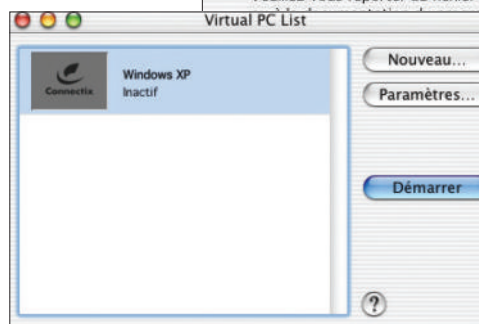 Virtual PC List
Connectix
Windows XP
Inactif
Nouveau...
Paramètres...
Démarrer
?